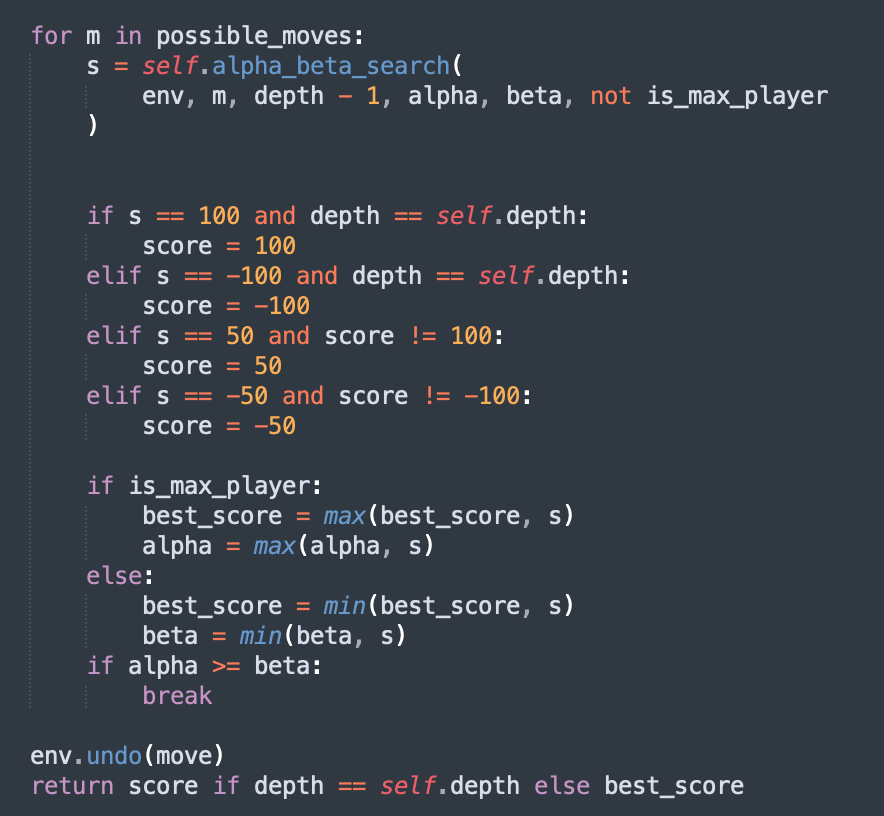 for m in possible_moves:
    s = self.alpha_beta_search(
        env, m, depth - 1, alpha, beta, not is_max_player
    )
    if s == 100 and depth == self.depth:
        score = 100
    elif s == -100 and depth == self.depth:
        score = -100
    elif s == 50 and score != 100:
        score = 50
    elif s == -50 and score != -100:
        score = -50
    if is_max_player:
        best_score = max(best_score, s)
        alpha = max(alpha, s)
    else:
        best_score = min(best_score, s)
        beta = min(beta, s)
    if alpha >= beta:
        break
env.undo(move)
return score if depth == self.depth else best_score